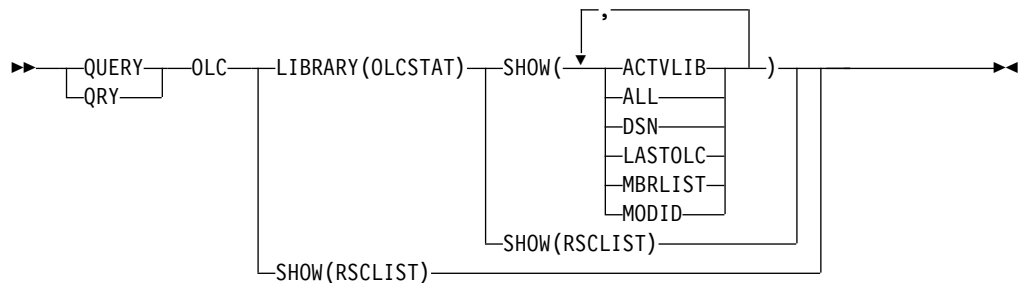 ,
QUERY OLC LIBRARY(OLCSTAT) SHOW( ACTVLIB )
QRY ALL
DSN
LASTOLC
MBRLIST
MODID
SHOW(RSCLIST)
SHOW(RSCLIST)